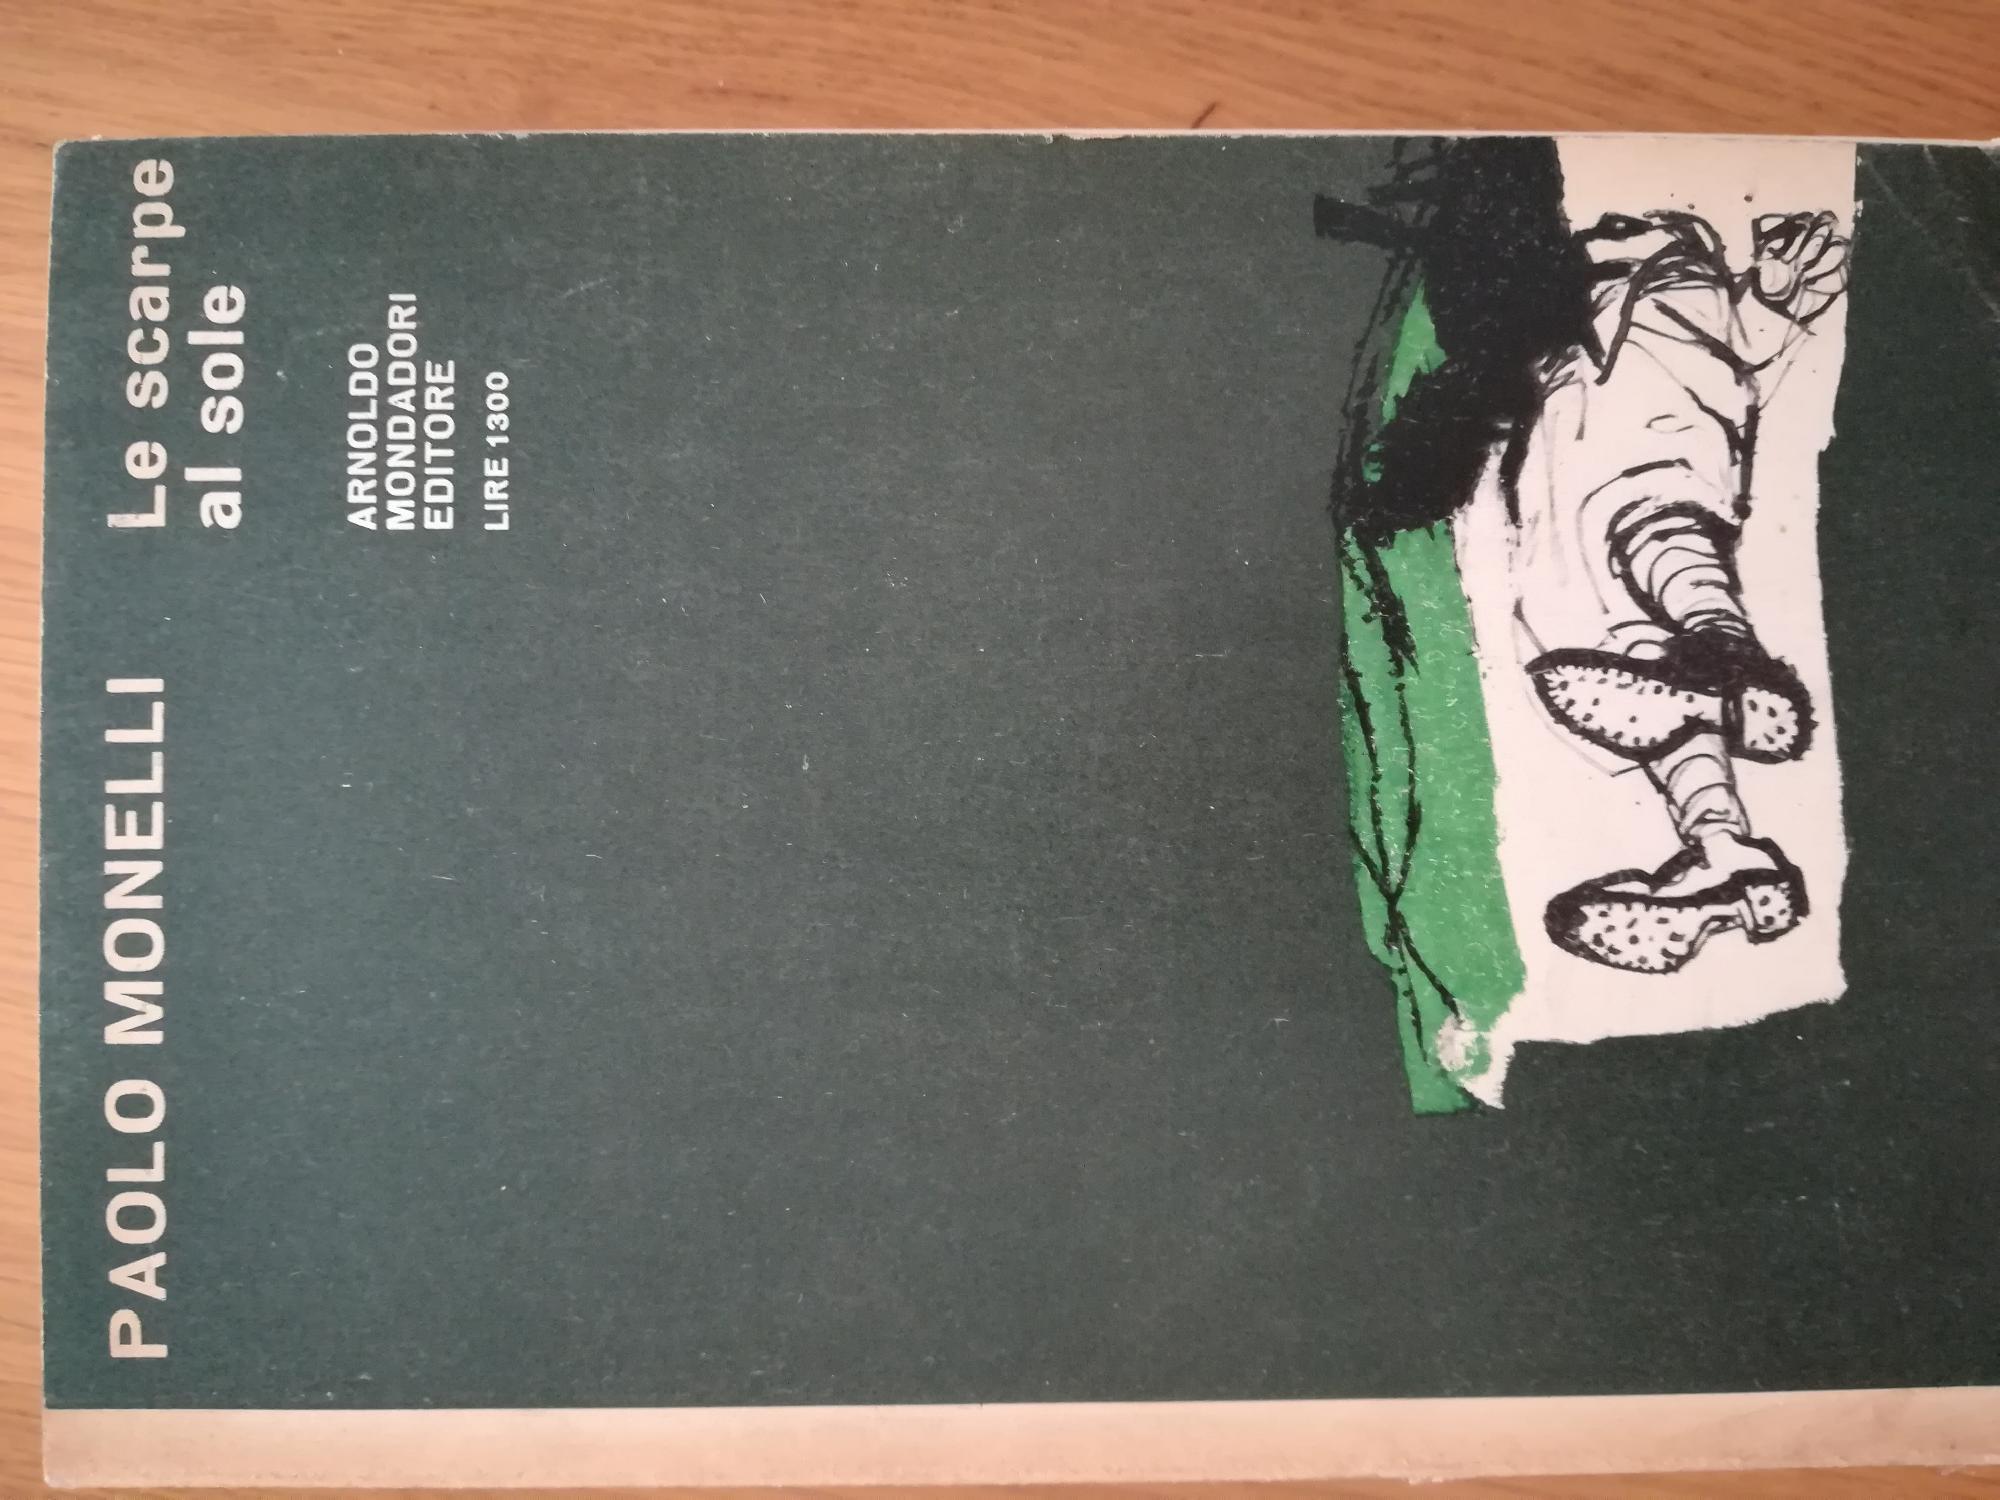 PAOLO MONELLI
Le scarpe
al sole
ARNOLDO
MONDADORI
EDITORE
LIRE 1300